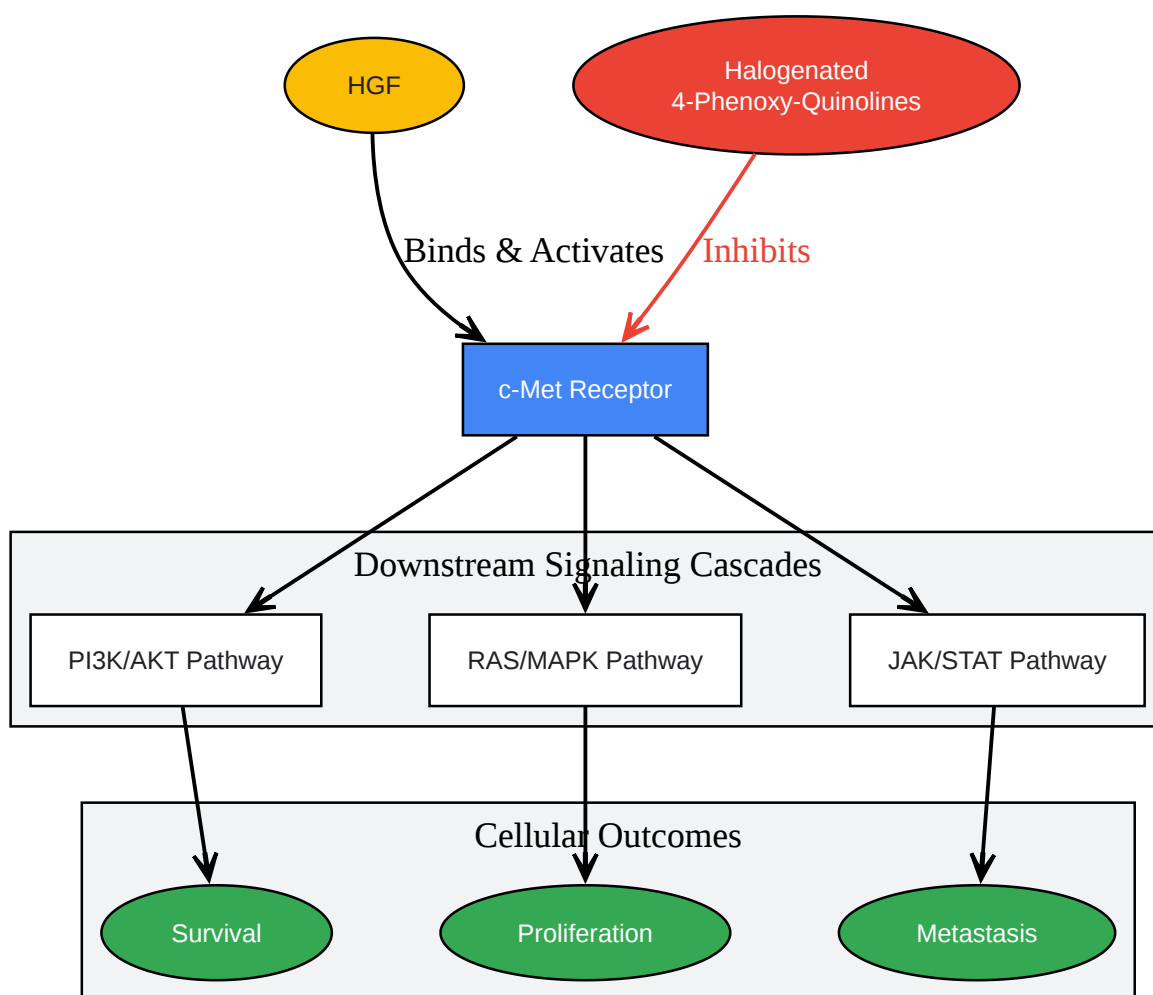 HGF
Halogenated
4-Phenoxy-Quinolines
Binds & Activates
Inhibits
c-Met Receptor
Downstream Signaling Cascades
PI3K/AKT Pathway
RAS/MAPK Pathway
JAK/STAT Pathway
Cellular Outcomes
Survival
Proliferation
Metastasis